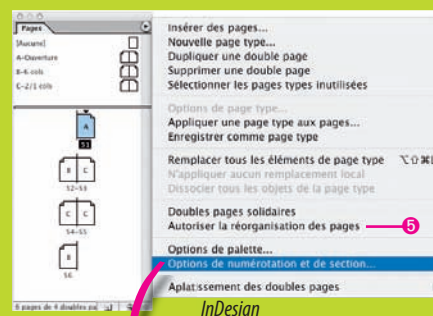 Pages
[Aucune]
A-Ouverture
B-4 cols
C-2/1 cols
A
51
B C
52-53
C C
54-55
B
56
6 pages de 4 doubles pa
Insérer des pages...
Nouvelle page type...
Dupliquer une double page
Supprimer une double page
Sélectionner les pages types inutilisées
Options de page type...
Appliquer une page type aux pages...
Enregistrer comme page type
Remplacer tous les éléments de page type ⌥⇧⌘L
N'appliquer aucun remplacement local
Dissocier tous les objets de la page type
Doubles pages solidaires
Autoriser la réorganisation des pages
5
Options de palette...
Options de numérotation et de section...
Aplatissement des doubles pages
InDesign